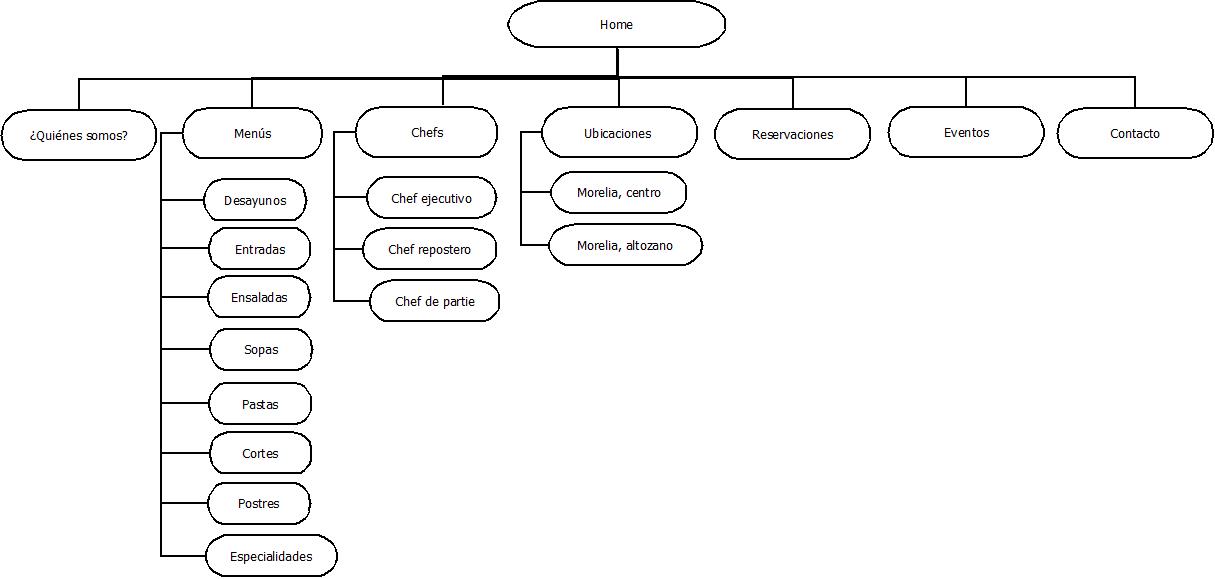 Home
¿Quiénes somos?
Menús
Chefs
Ubicaciones
Reservaciones
Eventos
Contacto
Desayunos
Entradas
Ensaladas
Sopas
Pastas
Cortes
Postres
Especialidades
Chef ejecutivo
Chef repostero
Chef de partie
Morelia, centro
Morelia, altozano